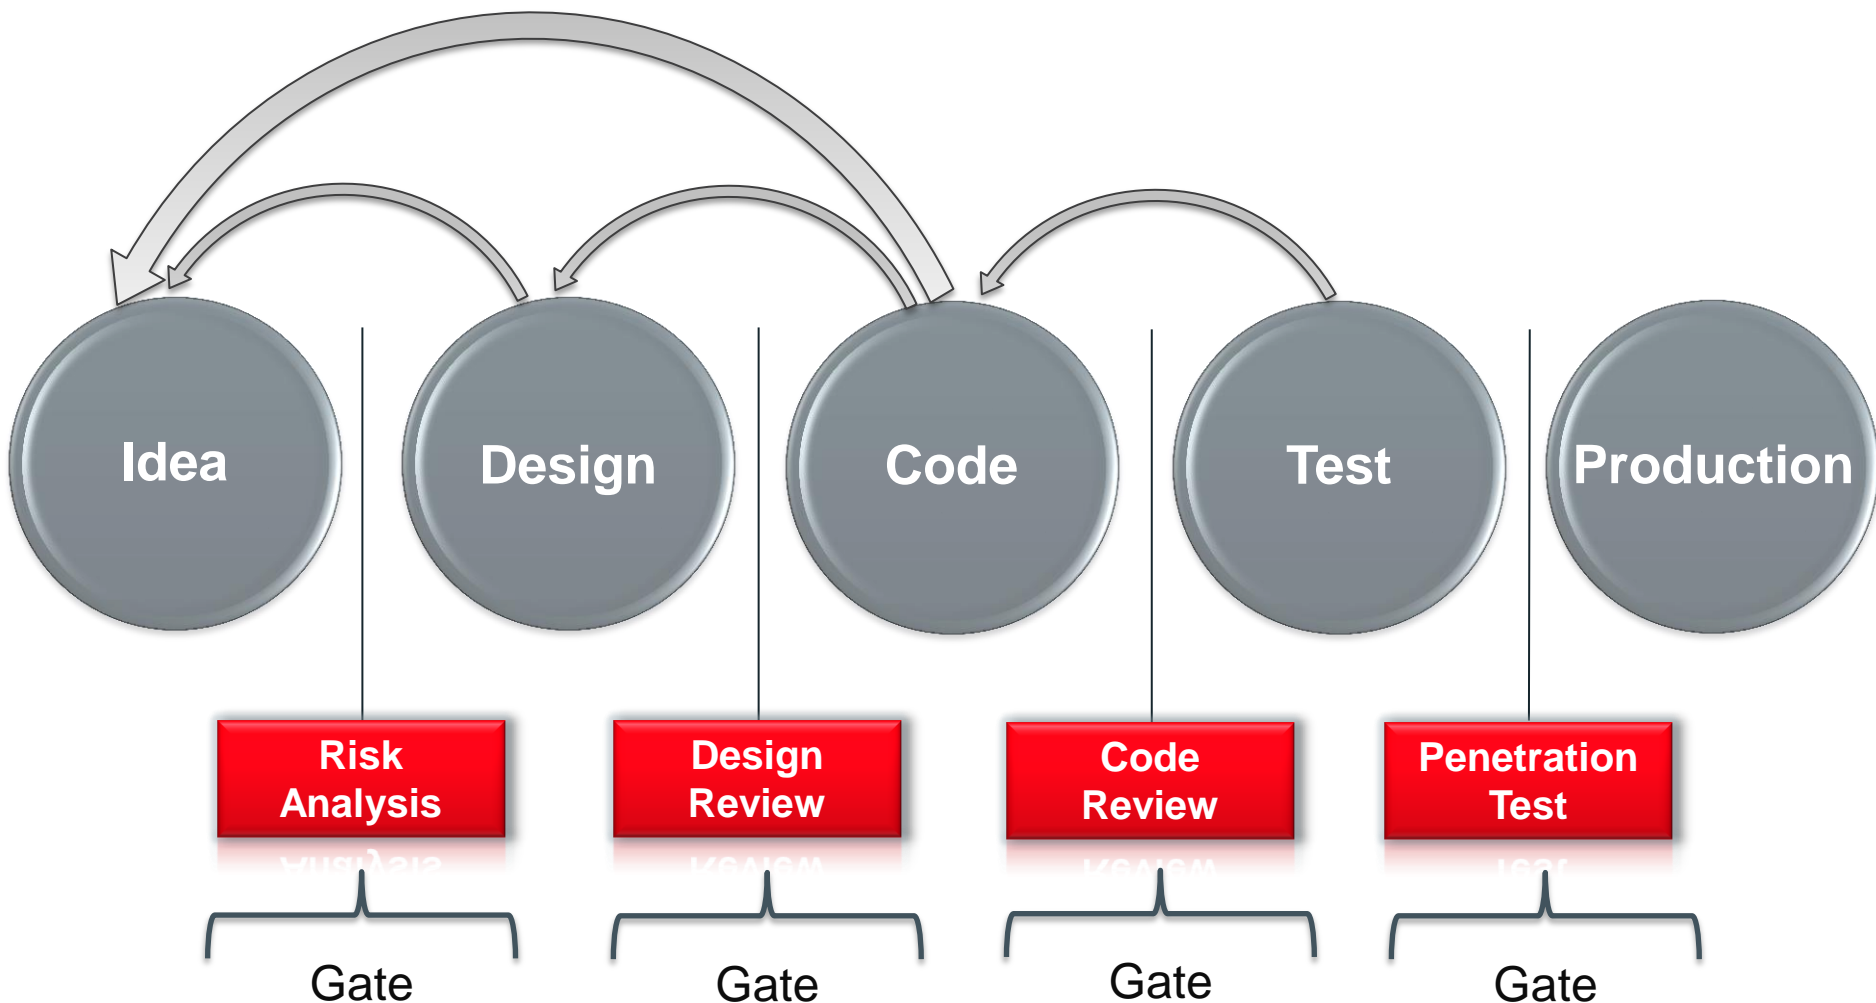 Idea
Design
Code
Test
Production
Risk
Analysis
Design
Review
Code
Review
Penetration
Test
Gate
Gate
Gate
Gate